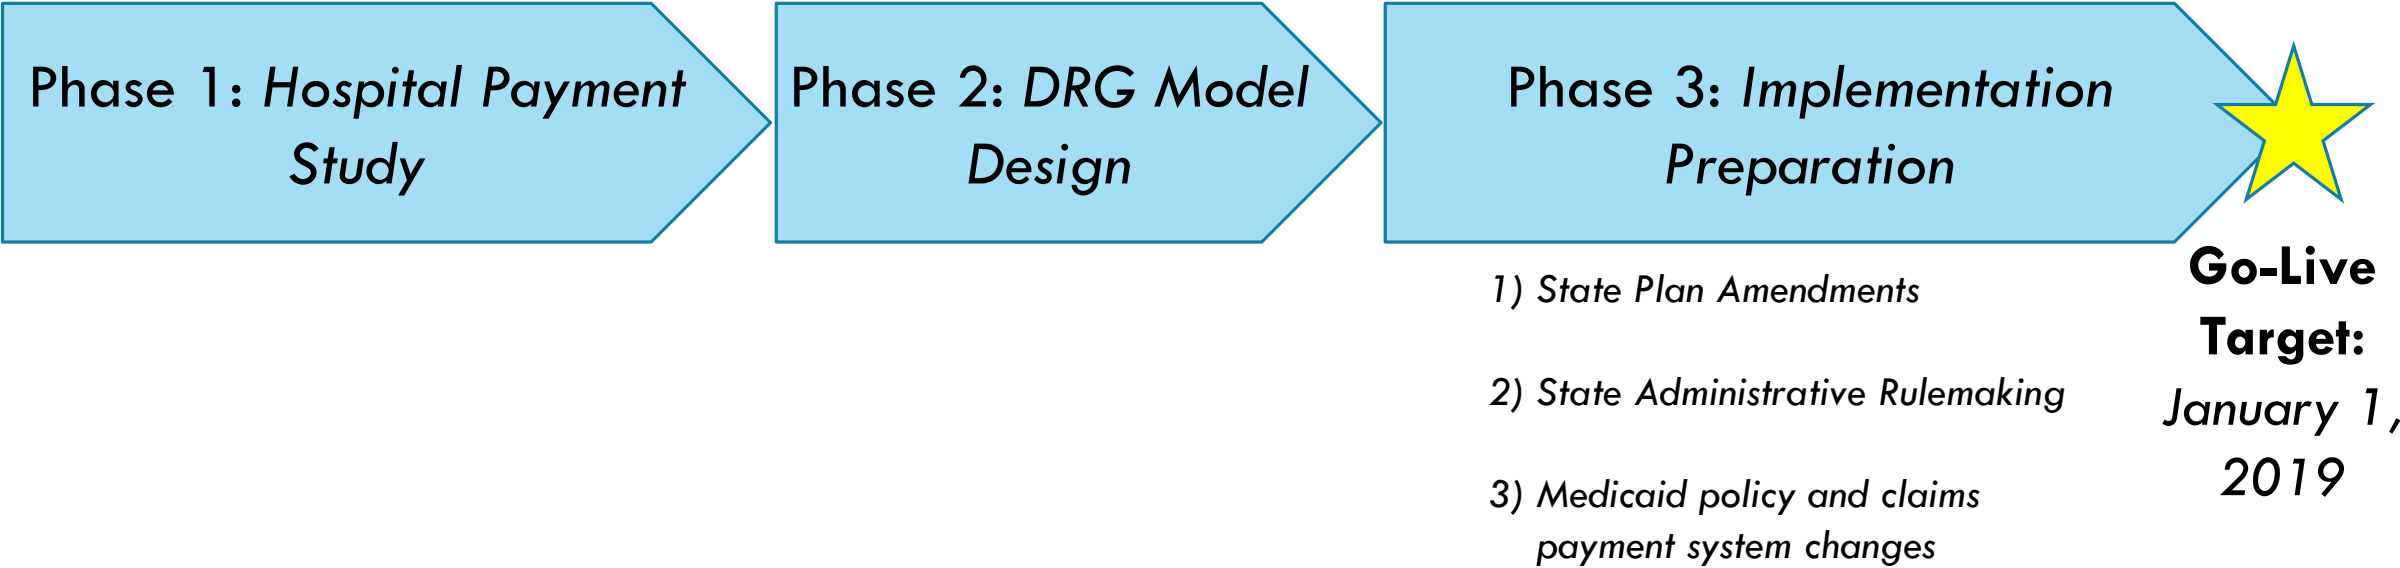 Phase 1: Hospital Payment
Study
Phase 2: DRG Model
Design
Phase 3: Implementation
Preparation
1) State Plan Amendments
2) State Administrative Rulemaking
3) Medicaid policy and claims
payment system changes
Go-Live
Target:
January 1,
2019